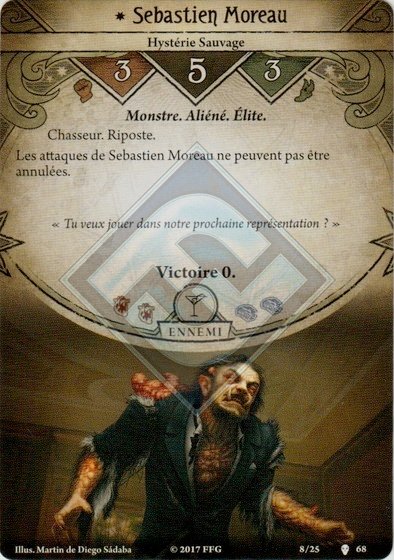 ✷ Sebastien Moreau
Hystérie Sauvage
3 5 3
Monstre. Aliéné. Élite.
Chasseur. Riposte.
Les attaques de Sebastien Moreau ne peuvent pas être
annulées.
« Tu veux jouer dans notre prochaine représentation ? »
Victoire 0.
ENNEMI
Illus. Martin de Diego Sádaba © 2017 FFG 8/25 68